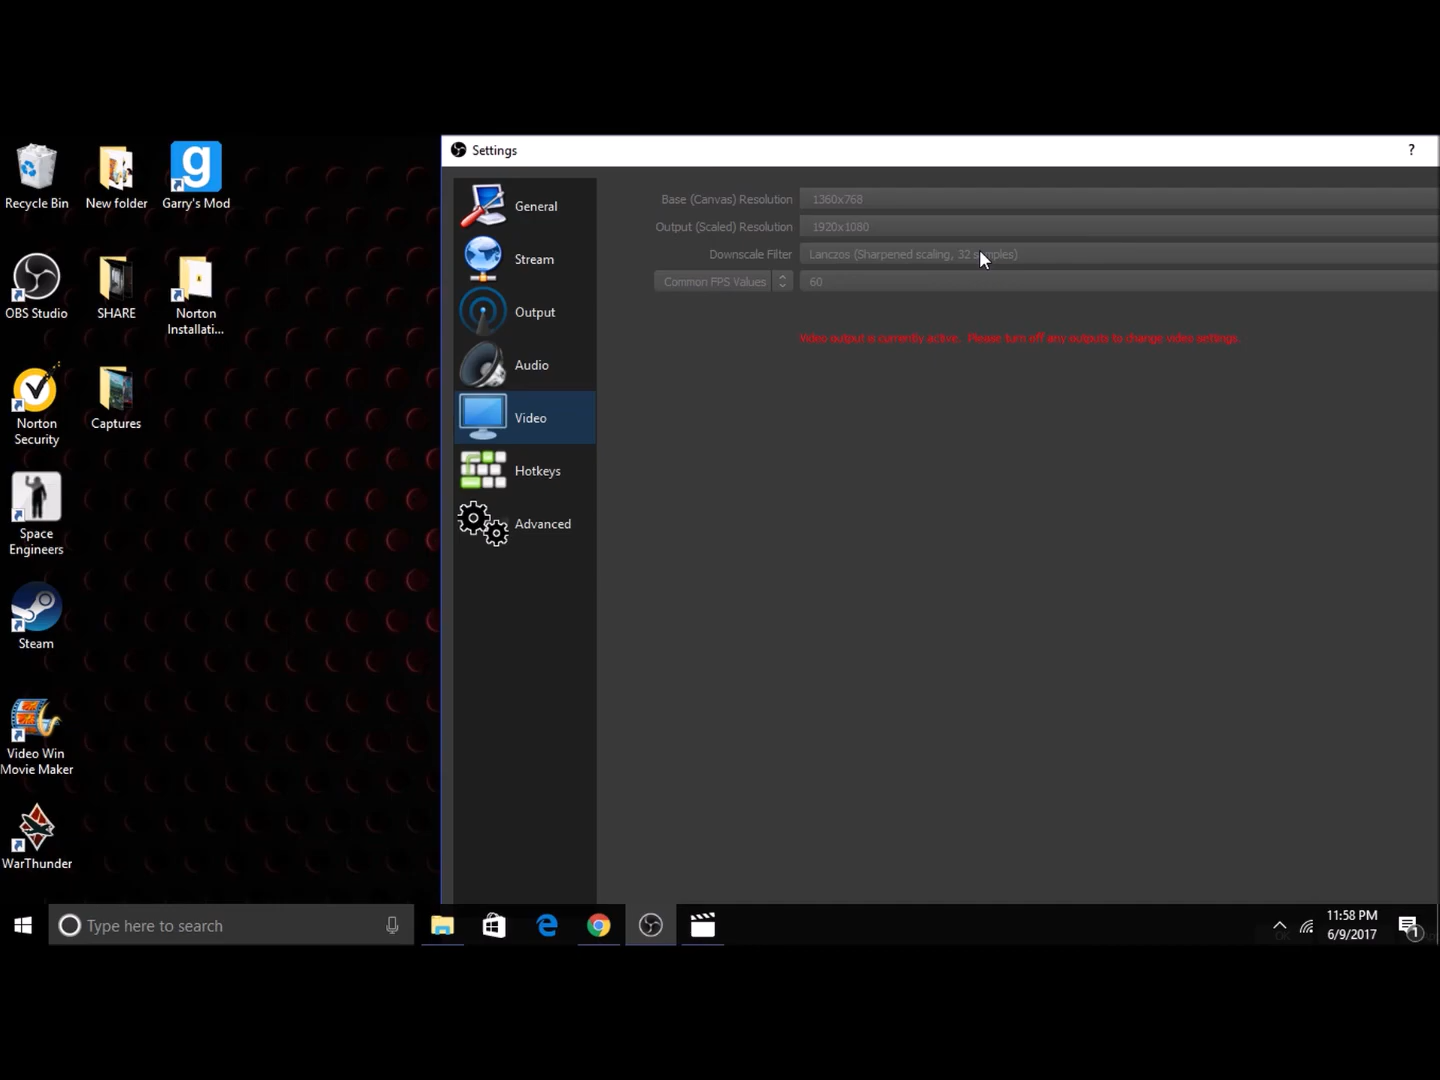 Settings
?
Recycle Bin
New folder
g
Garry's Mod
General
Base (Canvas) Resolution
1360x768
Output (Scaled) Resolution
1920x1080
Stream
Downscale Filter
Lanczos (Sharpened scaling, 32 samples)
Common FPS Values
60
OBS Studio
SHARE
Norton
Installati...
Output
Video output is currently active. Please turn off any outputs to change video settings.
Audio
Norton
Security
Captures
Video
Hotkeys
Advanced
Space
Engineers
Steam
Video Win
Movie Maker
WarThunder
Type here to search
11:58 PM
6/9/2017
1